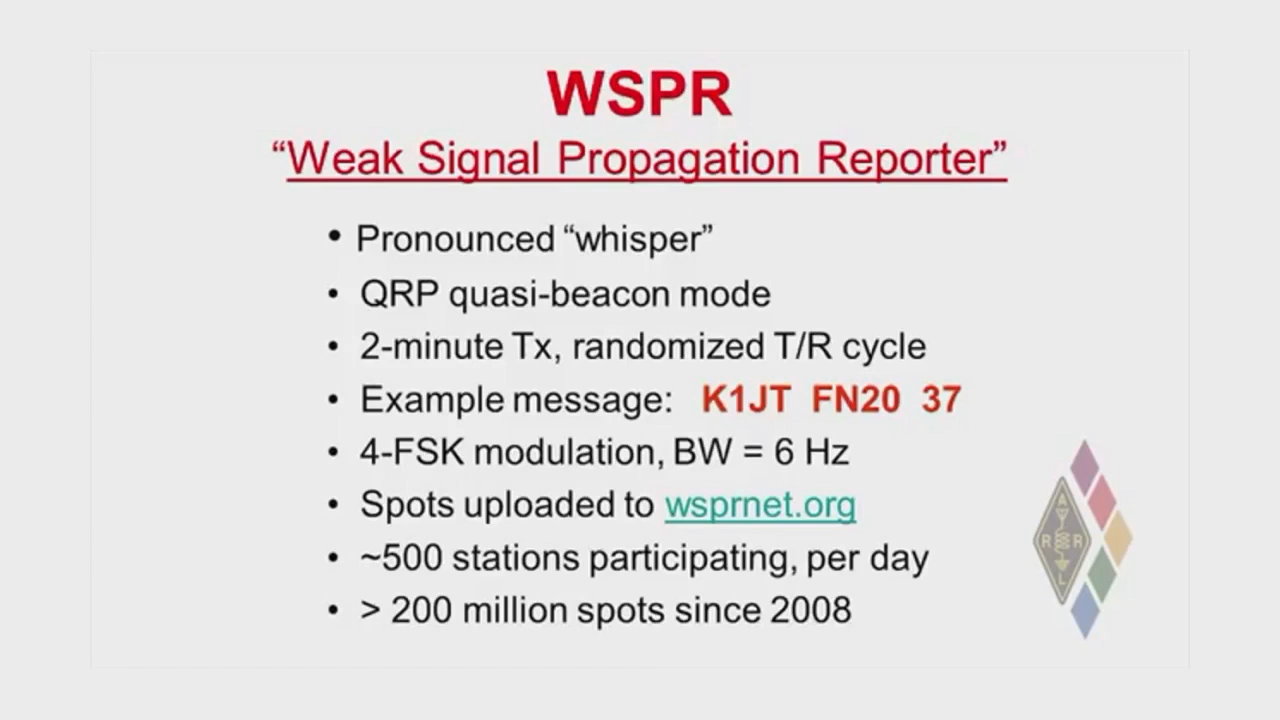 WSPR
“Weak Signal Propagation Reporter”
• Pronounced “whisper”
• QRP quasi-beacon mode
• 2-minute Tx, randomized T/R cycle
• Example message: K1JT FN20 37
• 4-FSK modulation, BW = 6 Hz
• Spots uploaded to wsprnet.org
• ~500 stations participating, per day
• > 200 million spots since 2008
A
R R
L